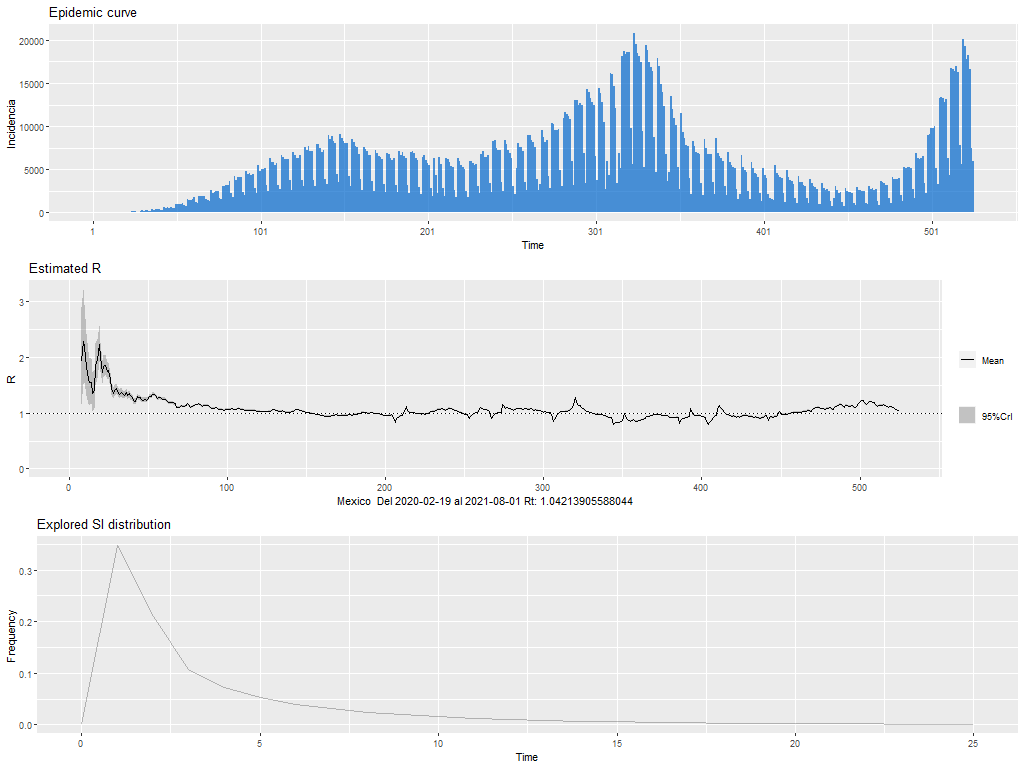 Epidemic curve
Incidencia
20000
15000
10000
5000
0
1
101
201
301
401
501
Time
Estimated R
R
3
2
1
0
0
100
200
300
400
500
Mexico  Del 2020-02-19 al 2021-08-01 Rt: 1.04213905588044
Mean
95%CrI
Explored SI distribution
Frequency
0.3
0.2
0.1
0.0
0
5
10
15
20
25
Time